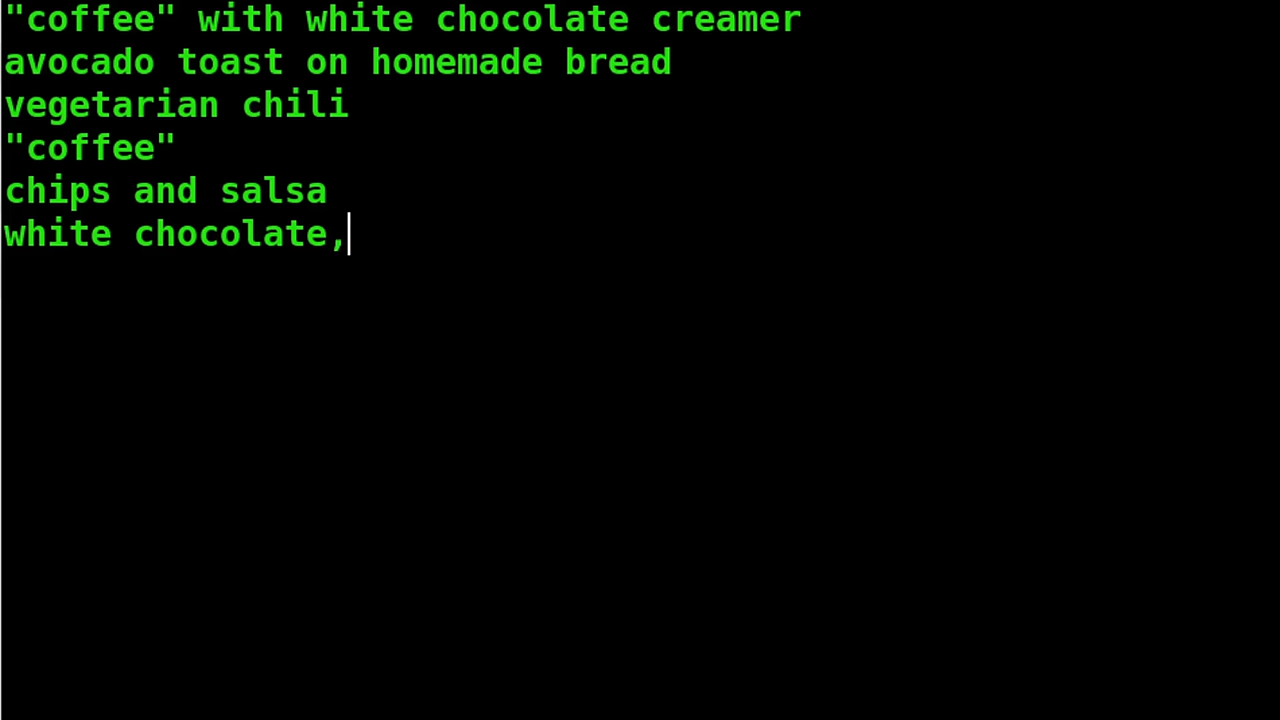 "coffee" with white chocolate creamer
avocado toast on homemade bread
vegetarian chili
"coffee"
chips and salsa
white chocolate,